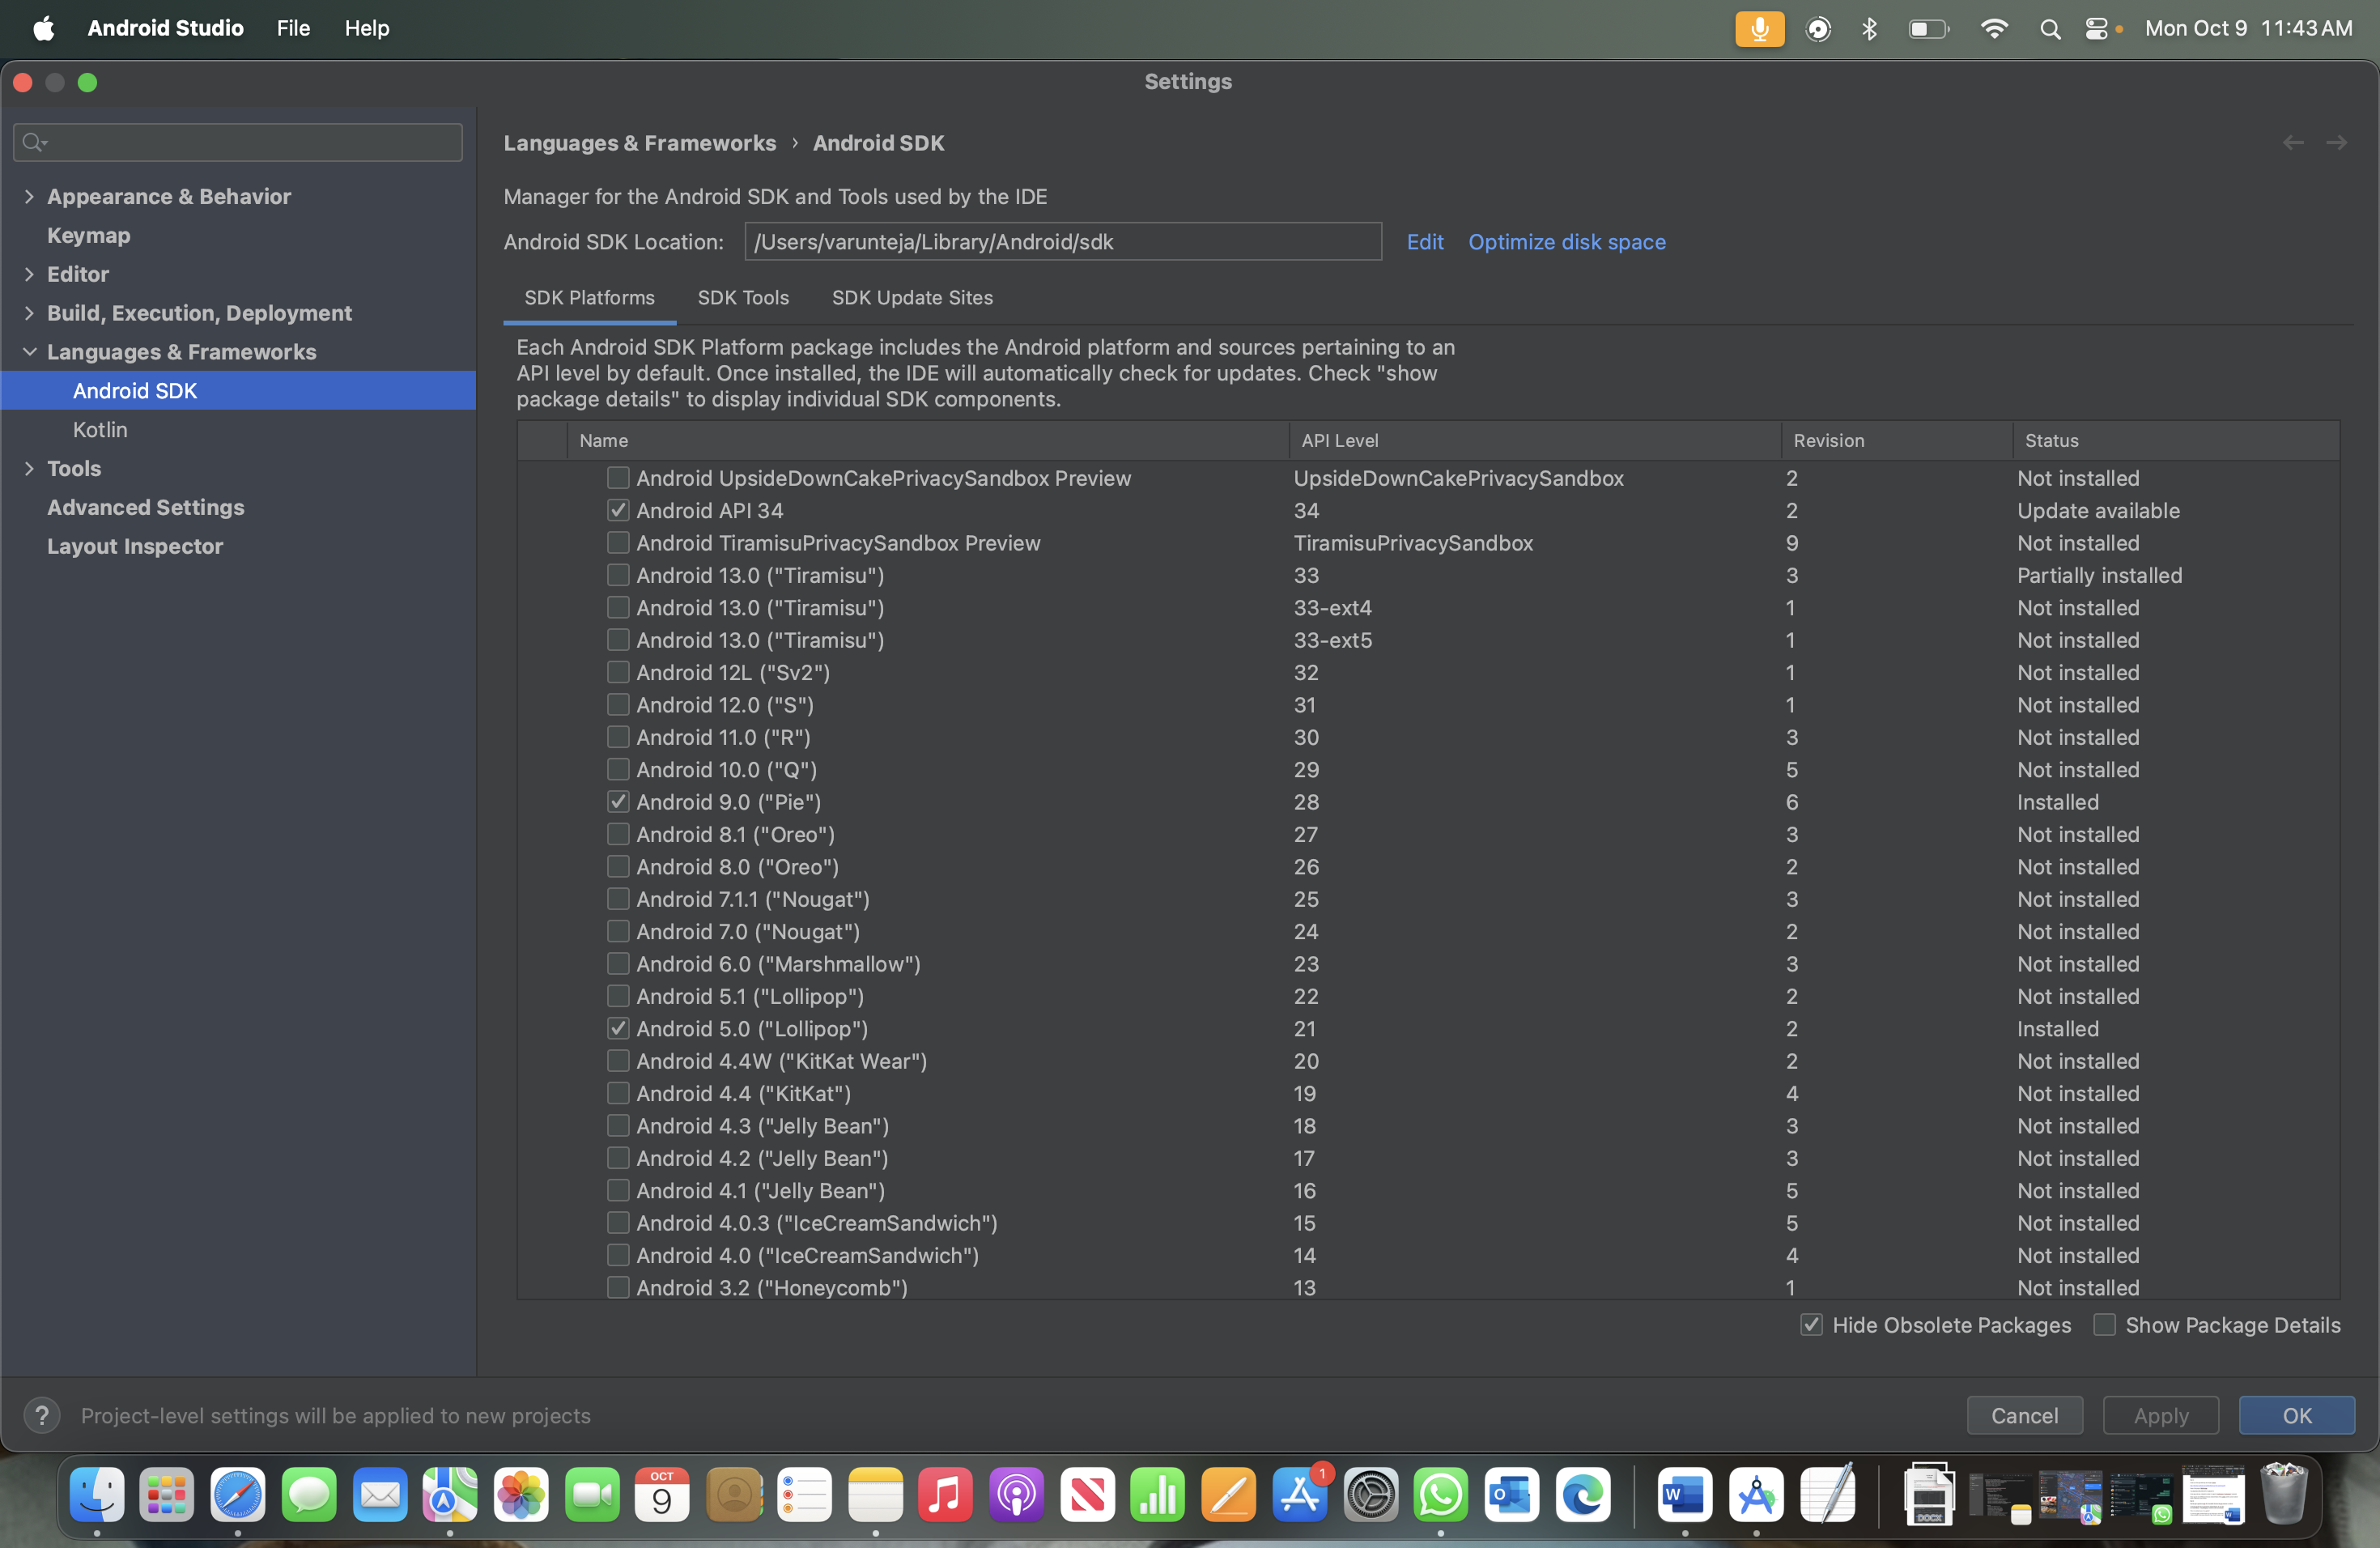 Android Studio File Help Mon Oct 9 11:43 AM
Settings
Languages & Frameworks › Android SDK
Appearance & Behavior
Keymap
Editor
Build, Execution, Deployment
Languages & Frameworks
Android SDK
Kotlin
Tools
Advanced Settings
Layout Inspector
Manager for the Android SDK and Tools used by the IDE
Android SDK Location: /Users/varunteja/Library/Android/sdk Edit Optimize disk space
SDK Platforms SDK Tools SDK Update Sites
Each Android SDK Platform package includes the Android platform and sources pertaining to an
API level by default. Once installed, the IDE will automatically check for updates. Check "show
package details" to display individual SDK components.
Name API Level Revision Status
Android UpsideDownCakePrivacySandbox Preview UpsideDownCakePrivacySandbox 2 Not installed
Android API 34 34 2 Update available
Android TiramisuPrivacySandbox Preview TiramisuPrivacySandbox 9 Not installed
Android 13.0 ("Tiramisu") 33 3 Partially installed
Android 13.0 ("Tiramisu") 33-ext4 1 Not installed
Android 13.0 ("Tiramisu") 33-ext5 1 Not installed
Android 12L ("Sv2") 32 1 Not installed
Android 12.0 ("S") 31 1 Not installed
Android 11.0 ("R") 30 3 Not installed
Android 10.0 ("Q") 29 5 Not installed
Android 9.0 ("Pie") 28 6 Installed
Android 8.1 ("Oreo") 27 3 Not installed
Android 8.0 ("Oreo") 26 2 Not installed
Android 7.1.1 ("Nougat") 25 3 Not installed
Android 7.0 ("Nougat") 24 2 Not installed
Android 6.0 ("Marshmallow") 23 3 Not installed
Android 5.1 ("Lollipop") 22 2 Not installed
Android 5.0 ("Lollipop") 21 2 Installed
Android 4.4W ("KitKat Wear") 20 2 Not installed
Android 4.4 ("KitKat") 19 4 Not installed
Android 4.3 ("Jelly Bean") 18 3 Not installed
Android 4.2 ("Jelly Bean") 17 3 Not installed
Android 4.1 ("Jelly Bean") 16 5 Not installed
Android 4.0.3 ("IceCreamSandwich") 15 5 Not installed
Android 4.0 ("IceCreamSandwich") 14 4 Not installed
Android 3.2 ("Honeycomb") 13 1 Not installed
Hide Obsolete Packages Show Package Details
? Project-level settings will be applied to new projects Cancel Apply OK
OCT
9
1
O
W
DOCX